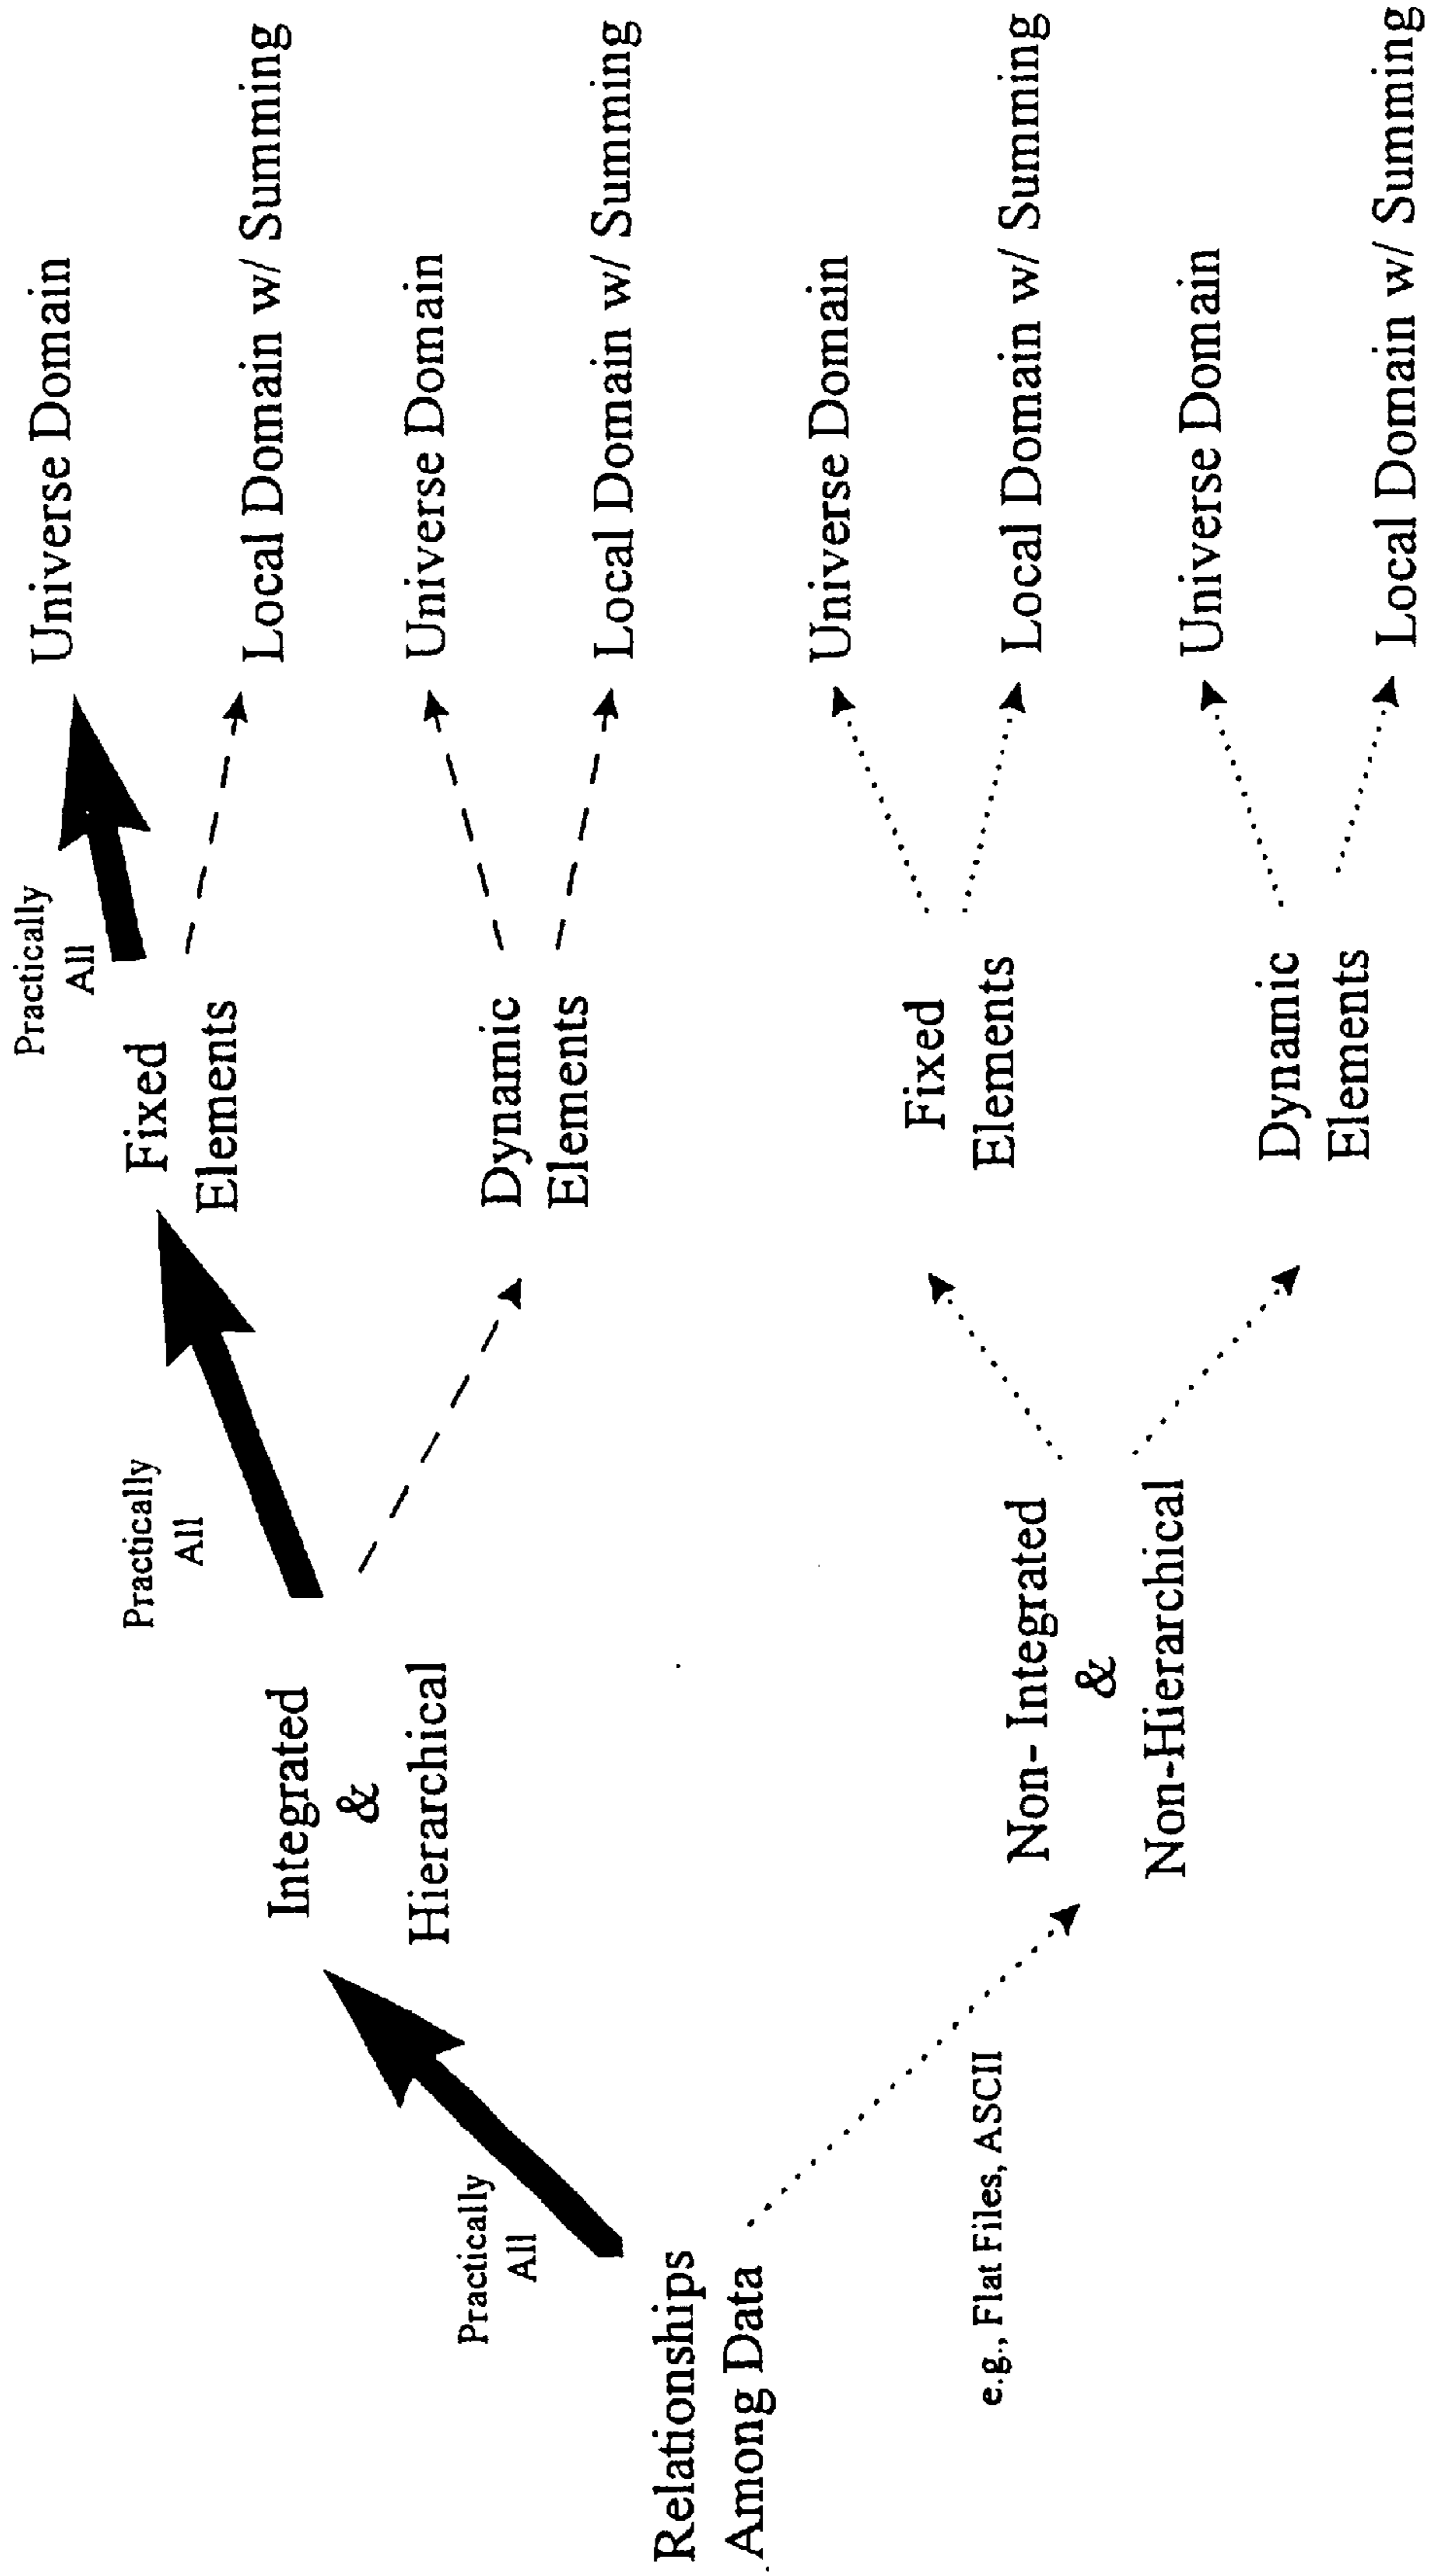 Relationships
Among Data
Practically
All
e.g., Flat Files, ASCII
Integrated
&
Hierarchical
Non- Integrated
&
Non-Hierarchical
Practically
All
Fixed
Elements
Dynamic
Elements
Fixed
Elements
Dynamic
Elements
Practically
All
Universe Domain
Local Domain w/ Summing
Universe Domain
Local Domain w/ Summing
Universe Domain
Local Domain w/ Summing
Universe Domain
Local Domain w/ Summing